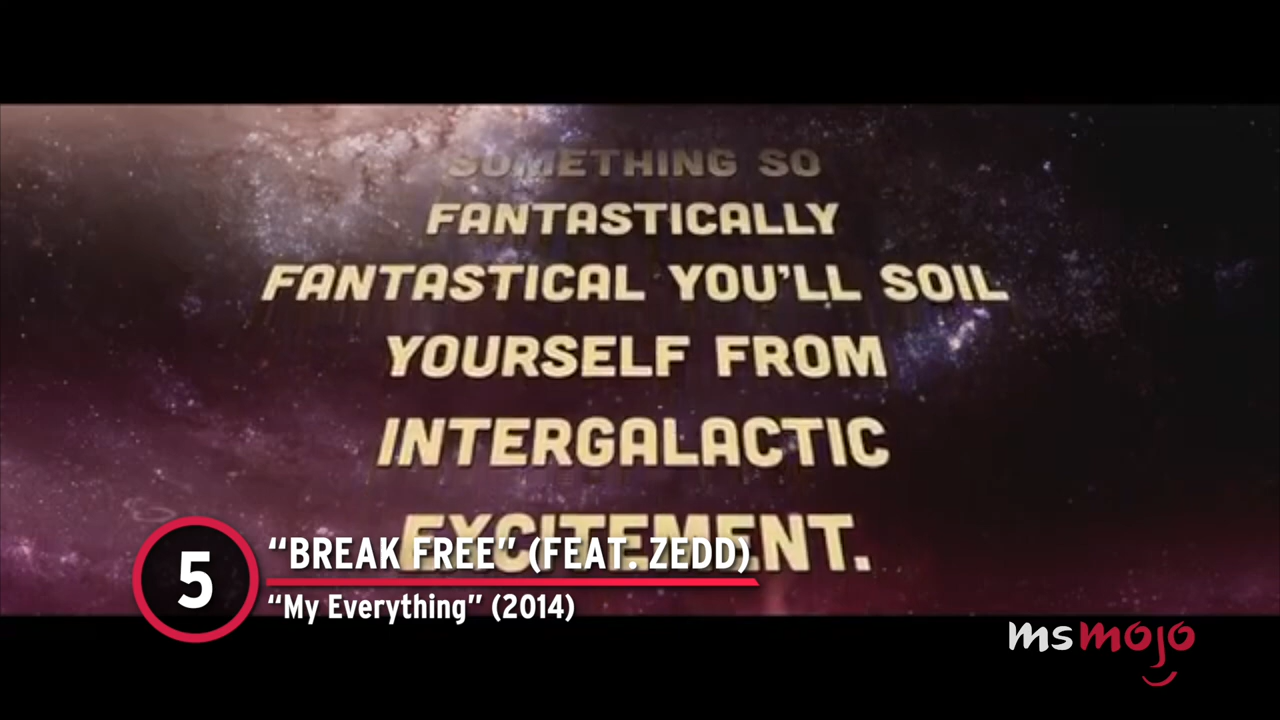 SOMETHING SO
FANTASTICALLY
FANTASTICAL YOU'LL SOIL
YOURSELF FROM
INTERGALACTIC
EXCITEMENT.
5
“BREAK FREE” (FEAT. ZEDD)
“My Everything” (2014)
msmojo